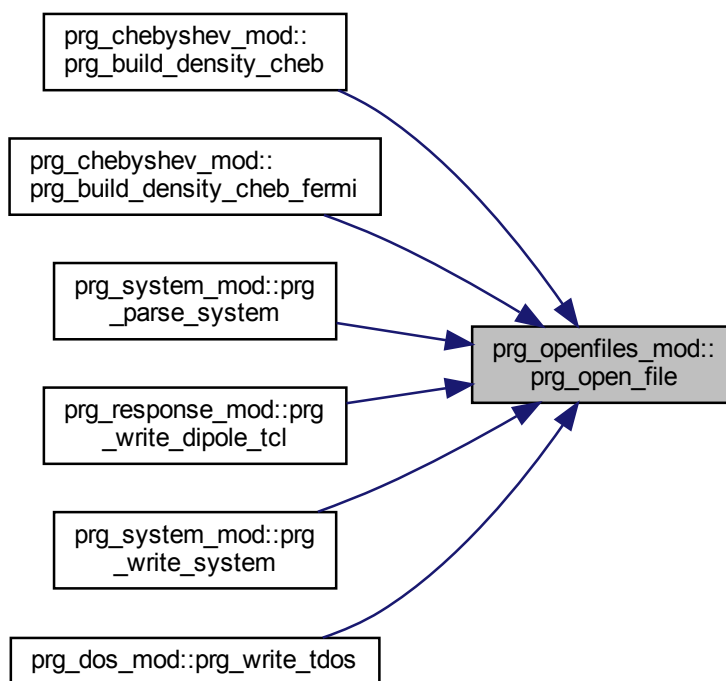 prg_chebyshev_mod::
prg_build_density_cheb
prg_chebyshev_mod::
prg_build_density_cheb_fermi
prg_system_mod::prg
_parse_system
prg_openfiles_mod::
prg_open_file
prg_response_mod::prg
_write_dipole_tcl
prg_system_mod::prg
_write_system
prg_dos_mod::prg_write_tdos